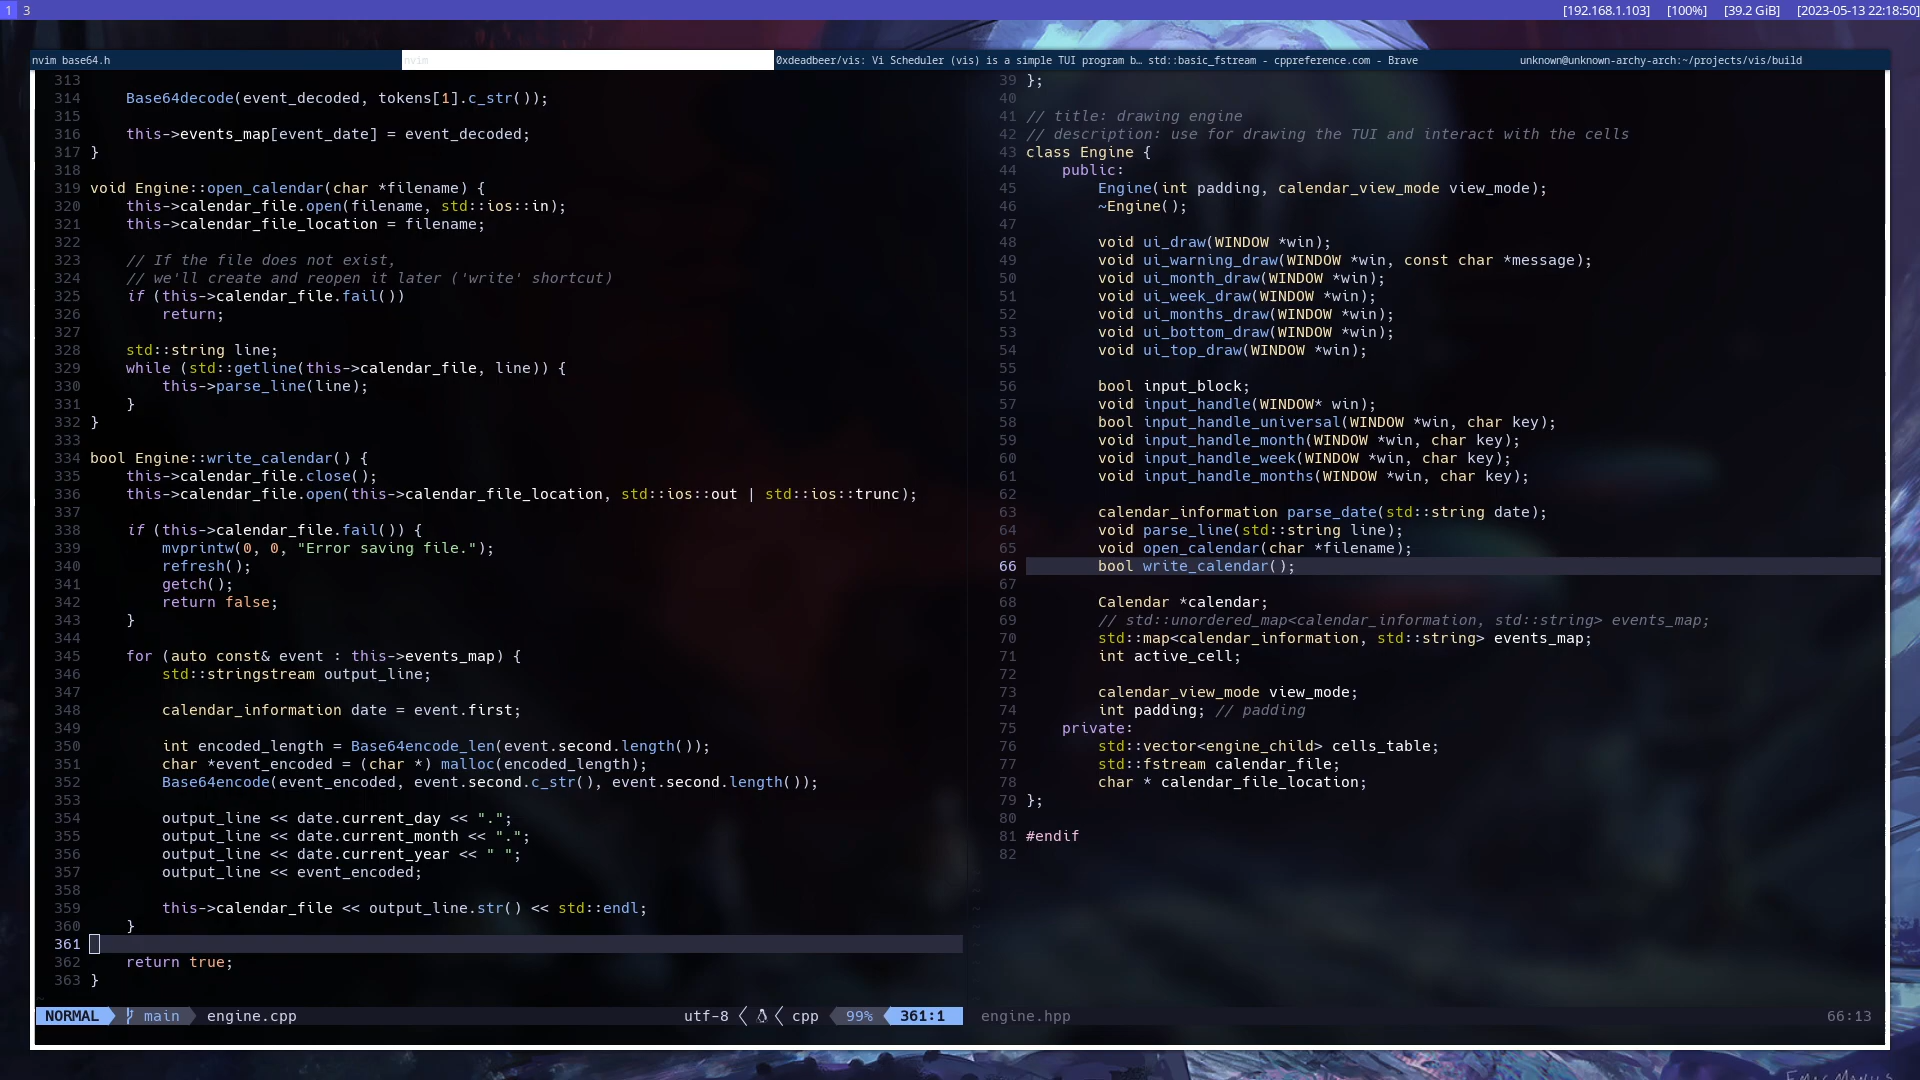 1 3 [192.168.1.103] [100%] [39.2 GiB] [2023-05-13 22:18:50]
nvim base64.h nvim 0xdeadbeer/vis: Vi Scheduler (vis) is a simple TUI program b… std::basic_fstream - cppreference.com - Brave unknown@unknown-archy-arch:~/projects/vis/build
313
314     Base64decode(event_decoded, tokens[1].c_str());
315
316     this->events_map[event_date] = event_decoded;
317 }
318
319 void Engine::open_calendar(char *filename) {
320     this->calendar_file.open(filename, std::ios::in);
321     this->calendar_file_location = filename;
322
323     // If the file does not exist,
324     // we'll create and reopen it later ('write' shortcut)
325     if (this->calendar_file.fail())
326         return;
327
328     std::string line;
329     while (std::getline(this->calendar_file, line)) {
330         this->parse_line(line);
331     }
332 }
333
334 bool Engine::write_calendar() {
335     this->calendar_file.close();
336     this->calendar_file.open(this->calendar_file_location, std::ios::out | std::ios::trunc);
337
338     if (this->calendar_file.fail()) {
339         mvprintw(0, 0, "Error saving file.");
340         refresh();
341         getch();
342         return false;
343     }
344
345     for (auto const& event : this->events_map) {
346         std::stringstream output_line;
347
348         calendar_information date = event.first;
349
350         int encoded_length = Base64encode_len(event.second.length());
351         char *event_encoded = (char *) malloc(encoded_length);
352         Base64encode(event_encoded, event.second.c_str(), event.second.length());
353
354         output_line << date.current_day << ".";
355         output_line << date.current_month << ".";
356         output_line << date.current_year << " ";
357         output_line << event_encoded;
358
359         this->calendar_file << output_line.str() << std::endl;
360     }
361
362     return true;
363 }
NORMAL main engine.cpp utf-8 cpp 99% 361:1
39 };
40
41 // title: drawing engine
42 // description: use for drawing the TUI and interact with the cells
43 class Engine {
44     public:
45         Engine(int padding, calendar_view_mode view_mode);
46         ~Engine();
47
48         void ui_draw(WINDOW *win);
49         void ui_warning_draw(WINDOW *win, const char *message);
50         void ui_month_draw(WINDOW *win);
51         void ui_week_draw(WINDOW *win);
52         void ui_months_draw(WINDOW *win);
53         void ui_bottom_draw(WINDOW *win);
54         void ui_top_draw(WINDOW *win);
55
56         bool input_block;
57         void input_handle(WINDOW* win);
58         bool input_handle_universal(WINDOW *win, char key);
59         void input_handle_month(WINDOW *win, char key);
60         void input_handle_week(WINDOW *win, char key);
61         void input_handle_months(WINDOW *win, char key);
62
63         calendar_information parse_date(std::string date);
64         void parse_line(std::string line);
65         void open_calendar(char *filename);
66         bool write_calendar();
67
68         Calendar *calendar;
69         // std::unordered_map<calendar_information, std::string> events_map;
70         std::map<calendar_information, std::string> events_map;
71         int active_cell;
72
73         calendar_view_mode view_mode;
74         int padding; // padding
75     private:
76         std::vector<engine_child> cells_table;
77         std::fstream calendar_file;
78         char * calendar_file_location;
79 };
80
81 #endif
82
engine.hpp 66:13